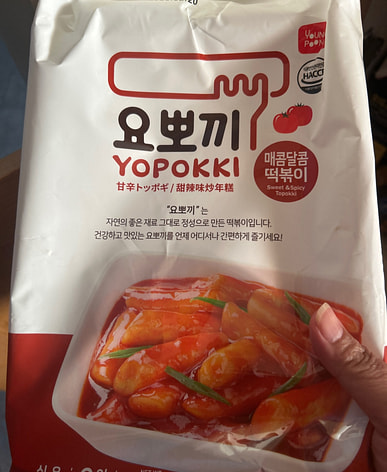 YOUNG
POONG
HACCP
요뽀끼
YOPOKKI
甘辛トッポギ / 甜辣味炒年糕
매콤달콤
떡볶이
Sweet &Spicy
Topokki
“요뽀끼” 는
자연의 좋은 재료 그대로 정성으로 만든 떡볶이입니다.
건강하고 맛있는 요뽀끼를 언제 어디서나 간편하게 즐기세요!